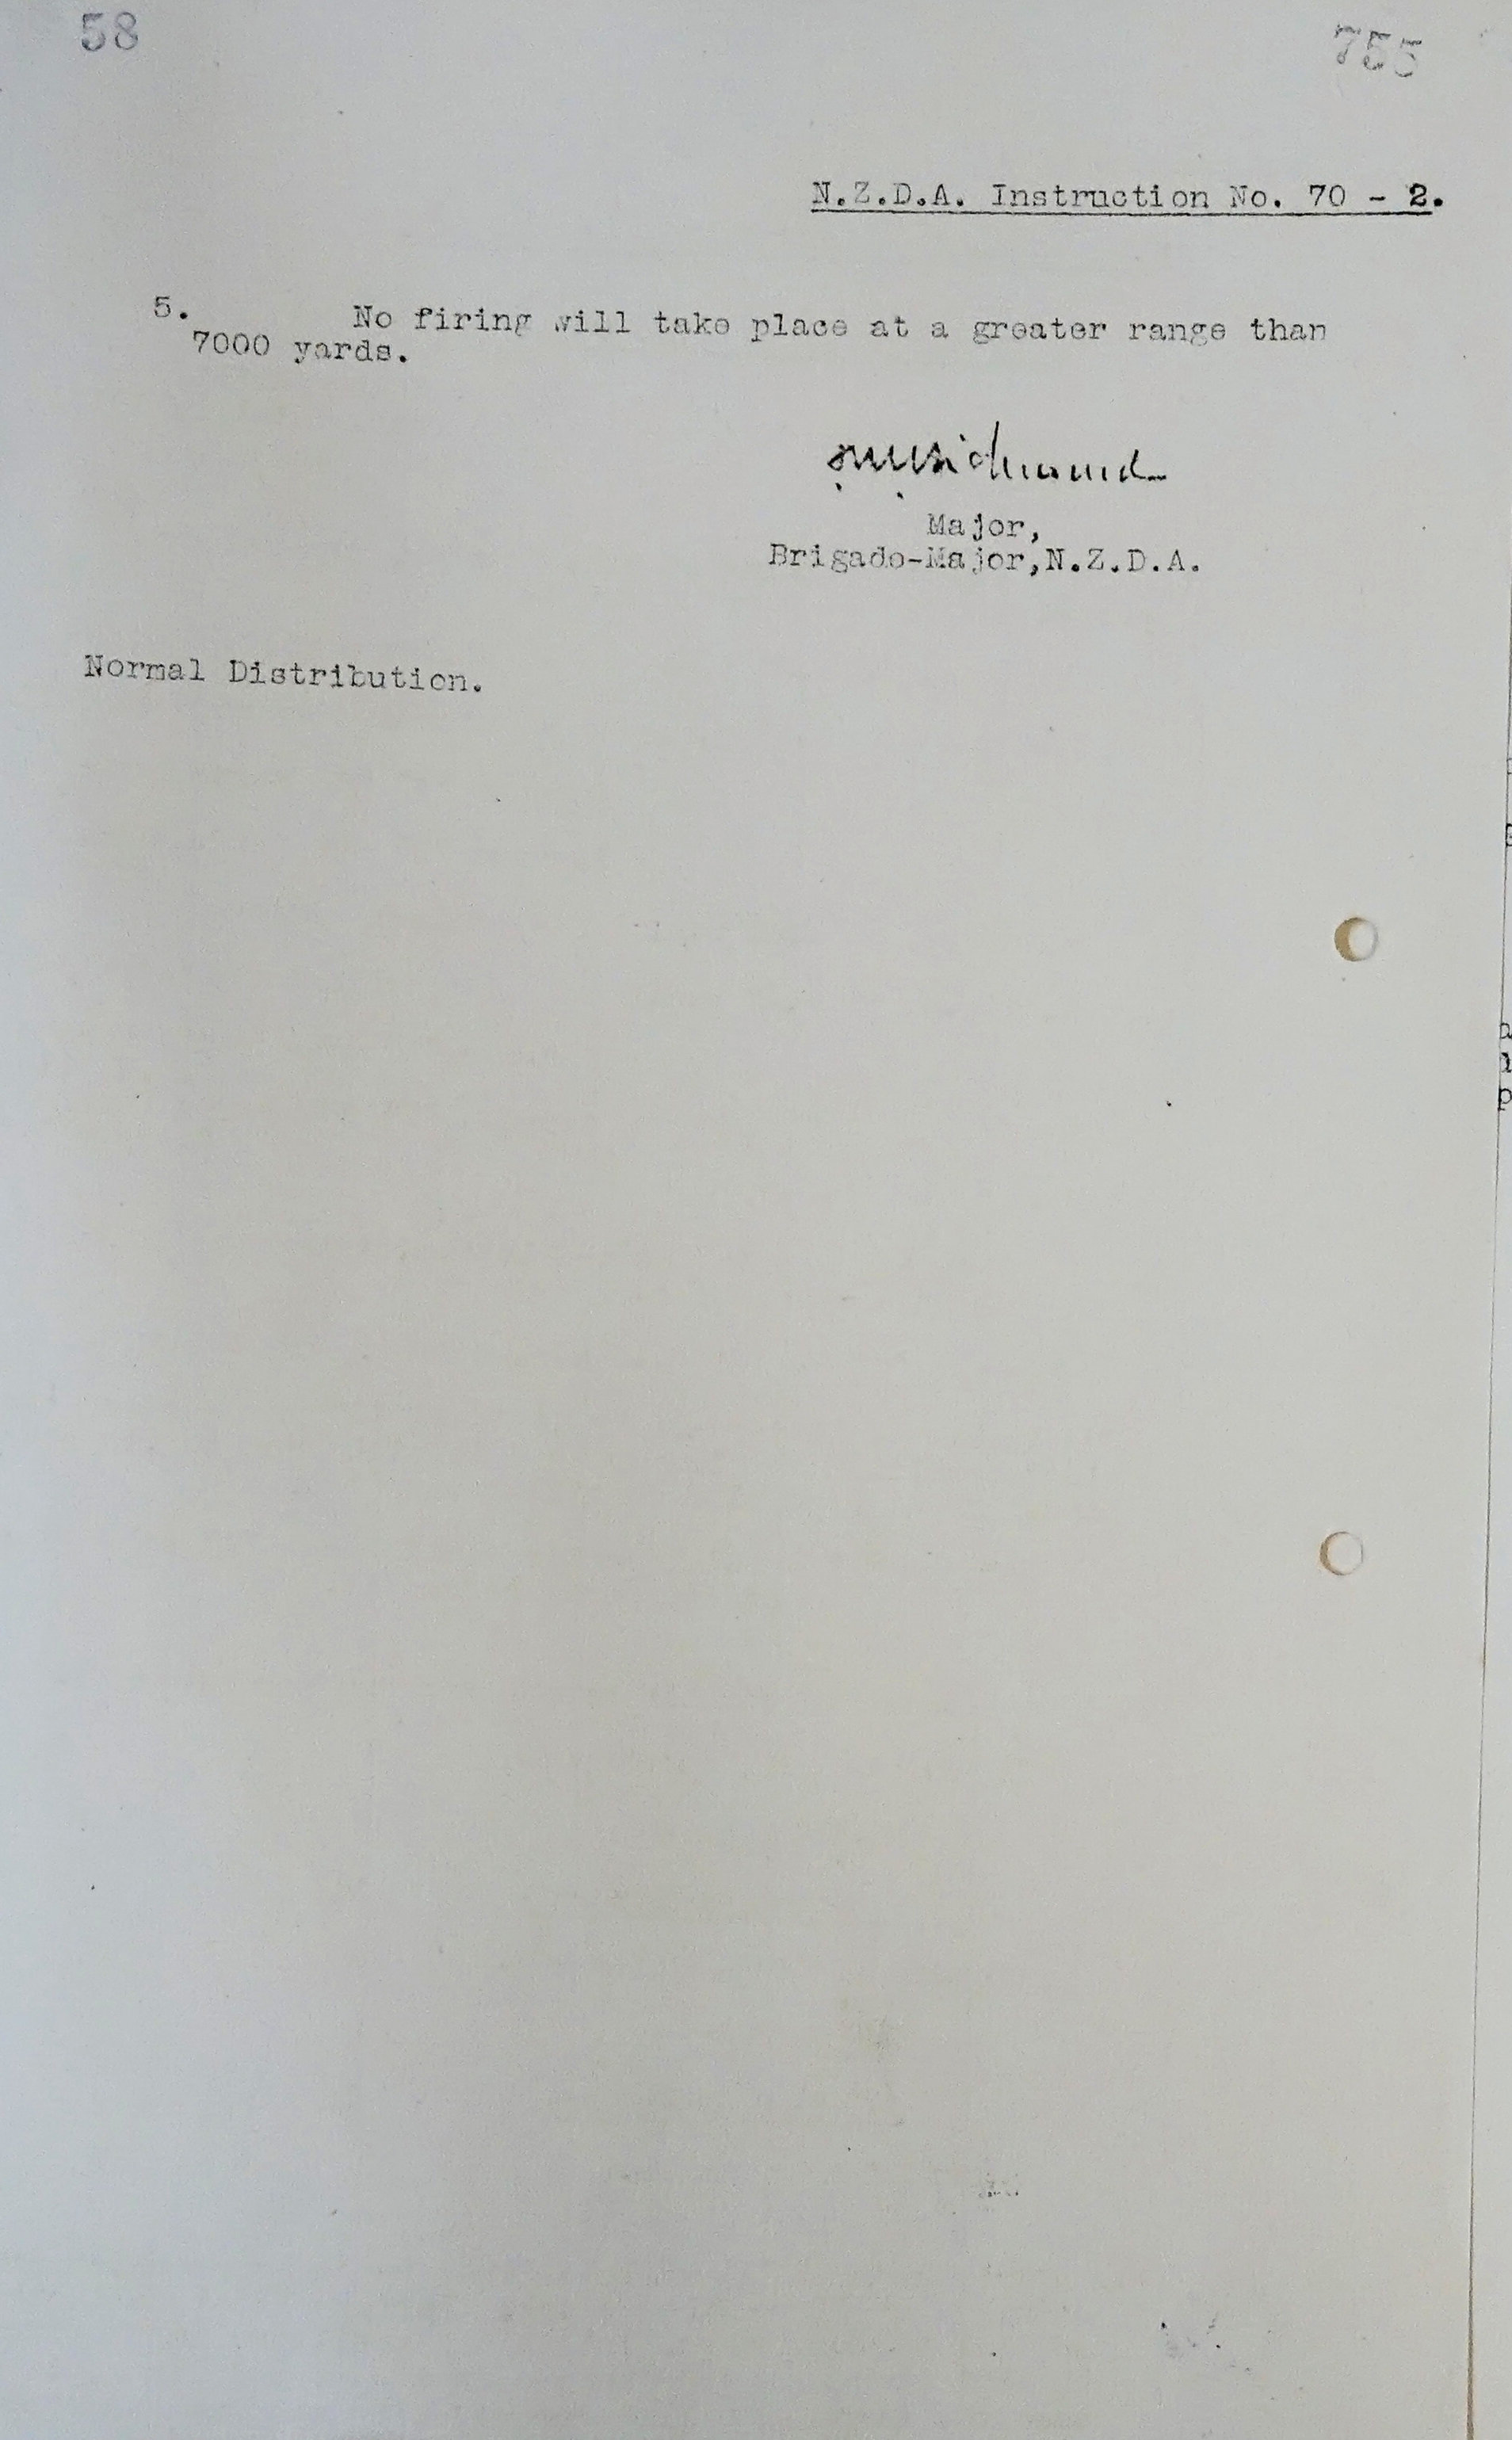 58
755
N.Z.D.A. Instruction No. 70 - 2.
5. No firing will take place at a greater range than
7000 yards.
Major,
Brigade-Major,N.Z.D.A.
Normal Distribution.